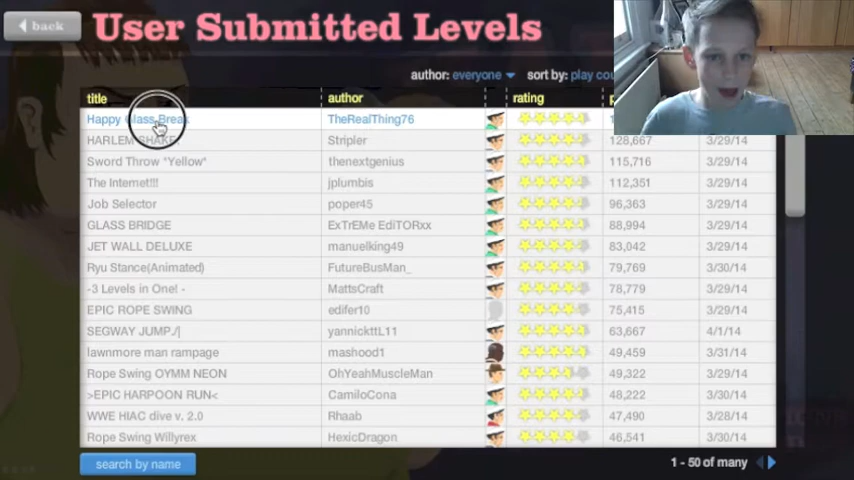 back
User Submitted Levels
author: everyone sort by: play cou
title author rating p
Happy Glass Break TheRealThing76 1
HARLEM SHAKE Stripler 128,667 3/29/14
Sword Throw *Yellow* thenextgenius 115,716 3/29/14
The Internet!!! jplumbis 112,351 3/29/14
Job Selector poper45 96,363 3/29/14
GLASS BRIDGE ExTrEMe EdiTORxx 88,994 3/29/14
JET WALL DELUXE manuelking49 83,042 3/29/14
Ryu Stance(Animated) FutureBusMan_ 79,769 3/30/14
-3 Levels in One! - MattsCraft 78,779 3/29/14
EPIC ROPE SWING edifer10 75,415 3/29/14
SEGWAY JUMP./| yannickttL11 63,667 4/1/14
lawnmore man rampage mashood1 49,459 3/31/14
Rope Swing OYMM NEON OhYeahMuscleMan 49,322 3/29/14
>EPIC HARPOON RUN< CamiloCona 48,222 3/30/14
WWE HIAC dive v. 2.0 Rhaab 47,490 3/28/14
Rope Swing Willyrex HexicDragon 46,541 3/30/14
search by name 1 - 50 of many